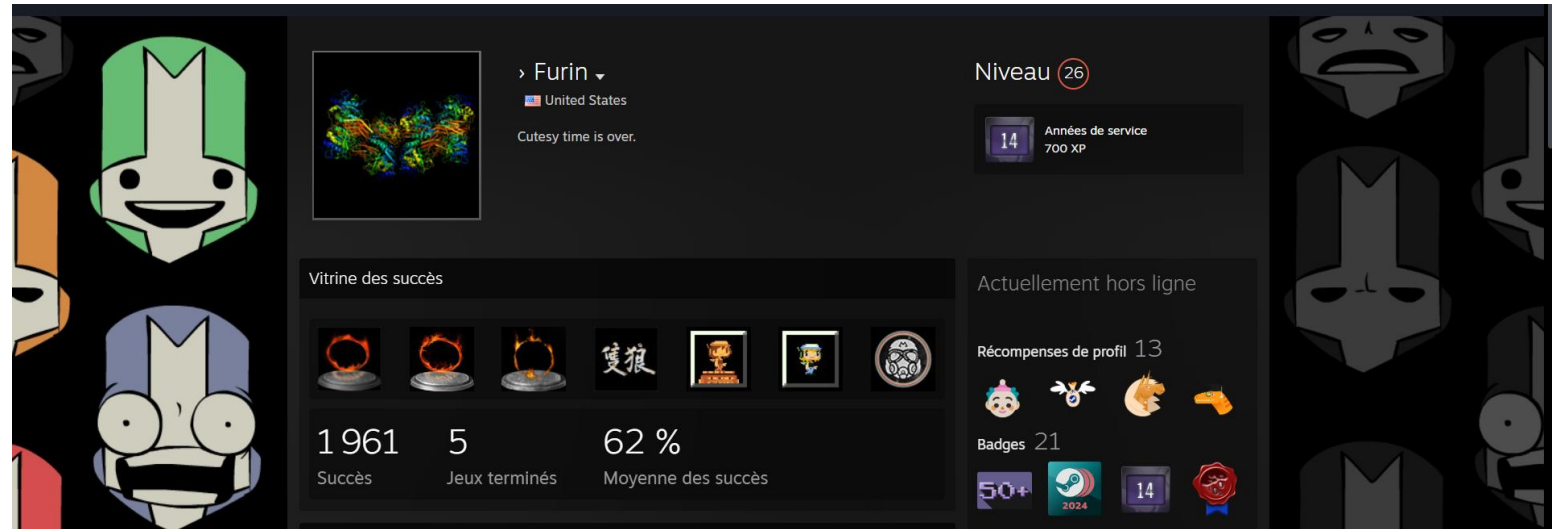 › Furin
United States
Cutesy time is over.
Niveau 26
14
Années de service
700 XP
Vitrine des succès
隻狼
1 961
Succès
5
Jeux terminés
62 %
Moyenne des succès
Actuellement hors ligne
Récompenses de profil 13
Badges 21
50+
2024
14